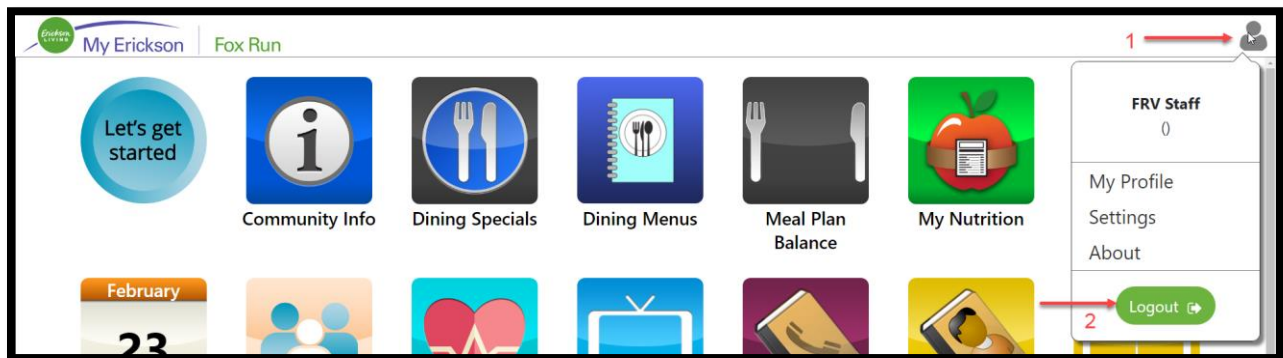 Erickson
LIVING
My Erickson
Fox Run
1
Let's get
started
Community Info
Dining Specials
Dining Menus
Meal Plan
Balance
My Nutrition
FRV Staff
()
My Profile
Settings
About
February
23
2
Logout